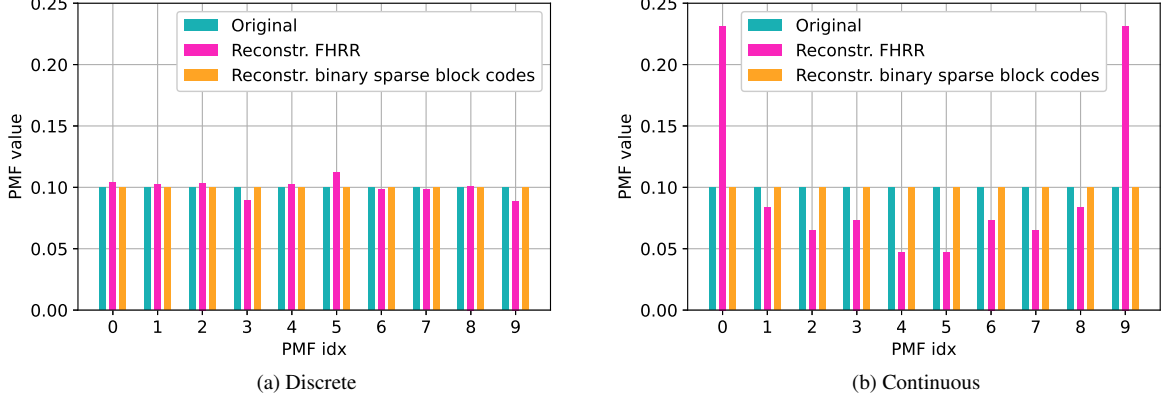 0.25
0.20
0.15
0.10
0.05
0.00
PMF value
Original
Reconstr. FHRR
Reconstr. binary sparse block codes
0 1 2 3 4 5 6 7 8 9
PMF idx
(a) Discrete
0.25
0.20
0.15
0.10
0.05
0.00
PMF value
Original
Reconstr. FHRR
Reconstr. binary sparse block codes
0 1 2 3 4 5 6 7 8 9
PMF idx
(b) Continuous